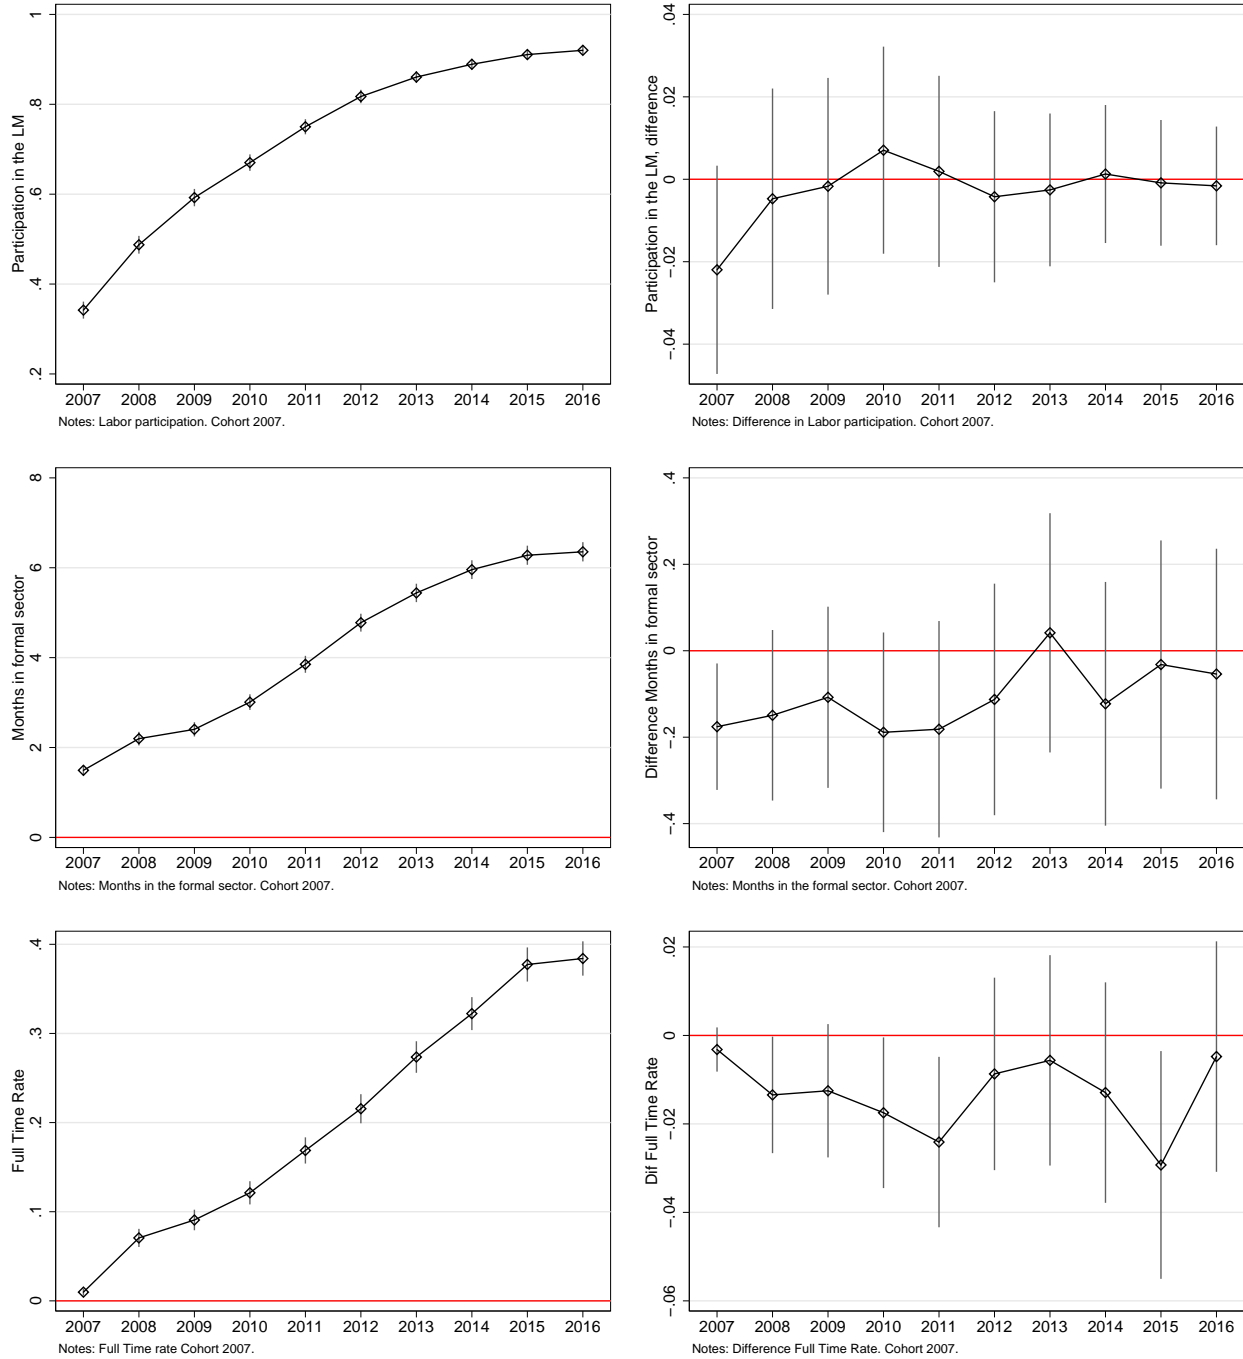 Participation in the LM
1
.8
.6
.4
.2
2007 2008 2009 2010 2011 2012 2013 2014 2015 2016
Notes: Labor participation. Cohort 2007.
Participation in the LM, difference
.04
.02
0
−.02
−.04
2007 2008 2009 2010 2011 2012 2013 2014 2015 2016
Notes: Difference in Labor participation. Cohort 2007.
Months in formal sector
8
6
4
2
0
2007 2008 2009 2010 2011 2012 2013 2014 2015 2016
Notes: Months in the formal sector. Cohort 2007.
Difference Months in formal sector
.4
.2
0
−.2
−.4
2007 2008 2009 2010 2011 2012 2013 2014 2015 2016
Notes: Months in the formal sector. Cohort 2007.
Full Time Rate
.4
.3
.2
.1
0
2007 2008 2009 2010 2011 2012 2013 2014 2015 2016
Notes: Full Time rate Cohort 2007.
Dif Full Time Rate
.02
0
−.02
−.04
−.06
2007 2008 2009 2010 2011 2012 2013 2014 2015 2016
Notes: Difference Full Time Rate. Cohort 2007.